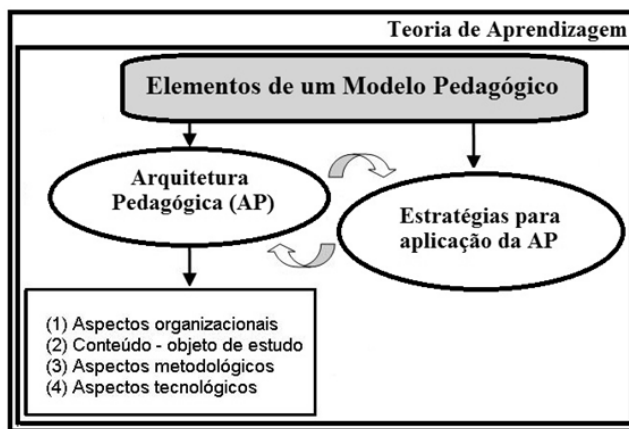 Teoria de Aprendizagem
Elementos de um Modelo Pedagógico
Arquitetura
Pedagógica (AP)
Estratégias para
aplicação da AP
(1) Aspectos organizacionais
(2) Conteúdo - objeto de estudo
(3) Aspectos metodológicos
(4) Aspectos tecnológicos